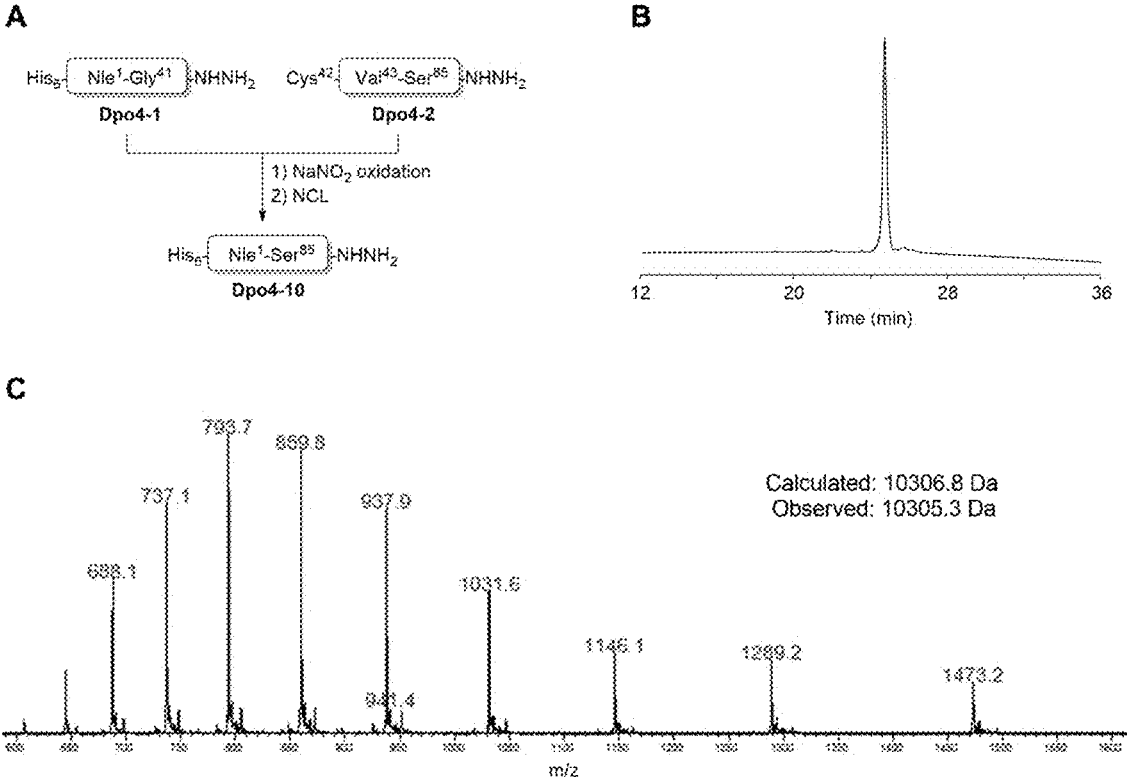 A
His6-
Nle¹-Gly⁴¹
-NHNH₂
Cys⁴²-
Val⁴³-Ser⁸⁵
-NHNH₂
Dpo4-1
Dpo4-2
1) NaNO₂ oxidation
2) NCL
His6-
Nle¹-Ser⁸⁵
-NHNH₂
Dpo4-10
B
12
20
28
36
Time (min)
C
688.1
737.1
793.7
859.8
937.9
941.4
1031.6
1146.1
1289.2
1473.2
Calculated: 10306.8 Da
Observed: 10305.3 Da
m/z